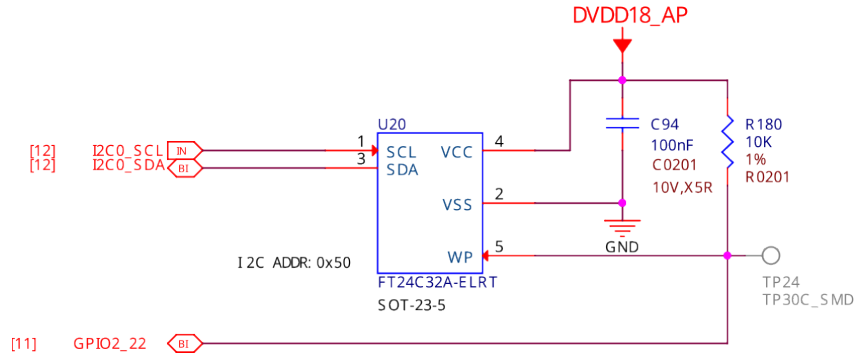 DVDD18_AP
U20
C94
100nF
C0201
10V,X5R
R180
10K
1%
R0201
[12] I2C0_SCL IN 1 SCL VCC 4
[12] I2C0_SDA BI 3 SDA
VSS 2
GND
WP 5
I2C ADDR: 0x50
FT24C32A-ELRT
SOT-23-5
TP24
TP30C_SMD
[11] GPIO2_22 BI